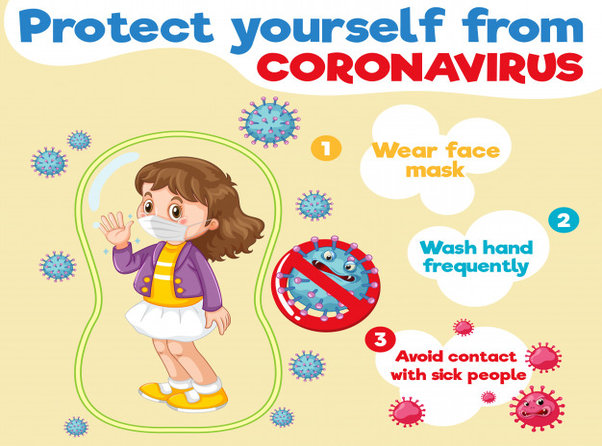 Protect yourself from
CORONAVIRUS
1
Wear face
mask
2
Wash hand
frequently
3
Avoid contact
with sick people